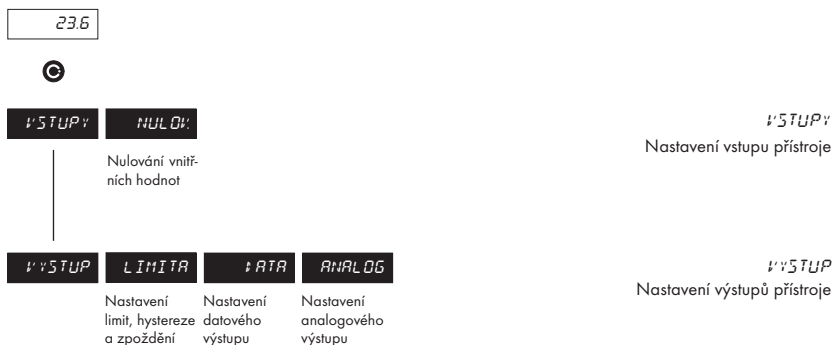 23.6
C
VSTUPY NULOV. VSTUPY
Nulování vnitř-
ních hodnot
Nastavení vstupu přístroje
VYSTUP LIMITA DATA ANALOG VYSTUP
Nastavení
limit, hystereze
a zpoždění
Nastavení
datového
výstupu
Nastavení
analogového
výstupu
Nastavení výstupů přístroje